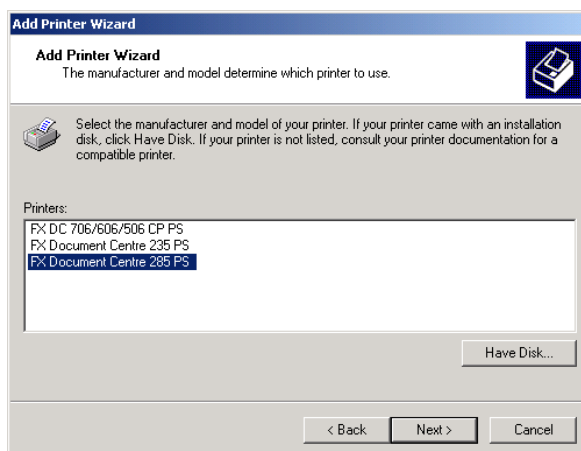 Add Printer Wizard
Add Printer Wizard
The manufacturer and model determine which printer to use.
Select the manufacturer and model of your printer. If your printer came with an installation
disk, click Have Disk. If your printer is not listed, consult your printer documentation for a
compatible printer.
Printers:
FX DC 706/606/506 CP PS
FX Document Centre 235 PS
FX Document Centre 285 PS
Have Disk...
< Back
Next >
Cancel